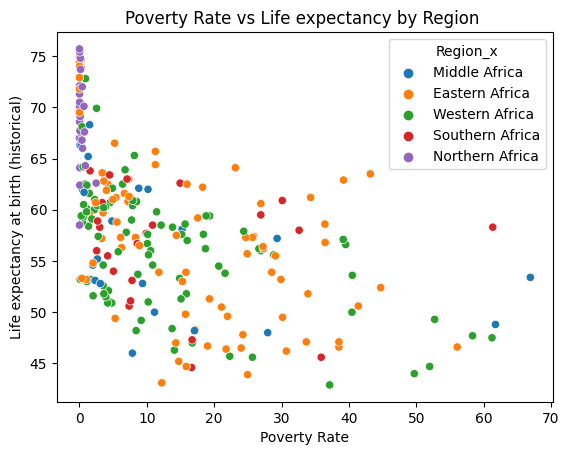 Poverty Rate vs Life expectancy by Region
Life expectancy at birth (historical)
75
70
65
60
55
50
45
Region_x
Middle Africa
Eastern Africa
Western Africa
Southern Africa
Northern Africa
0 10 20 30 40 50 60 70
Poverty Rate